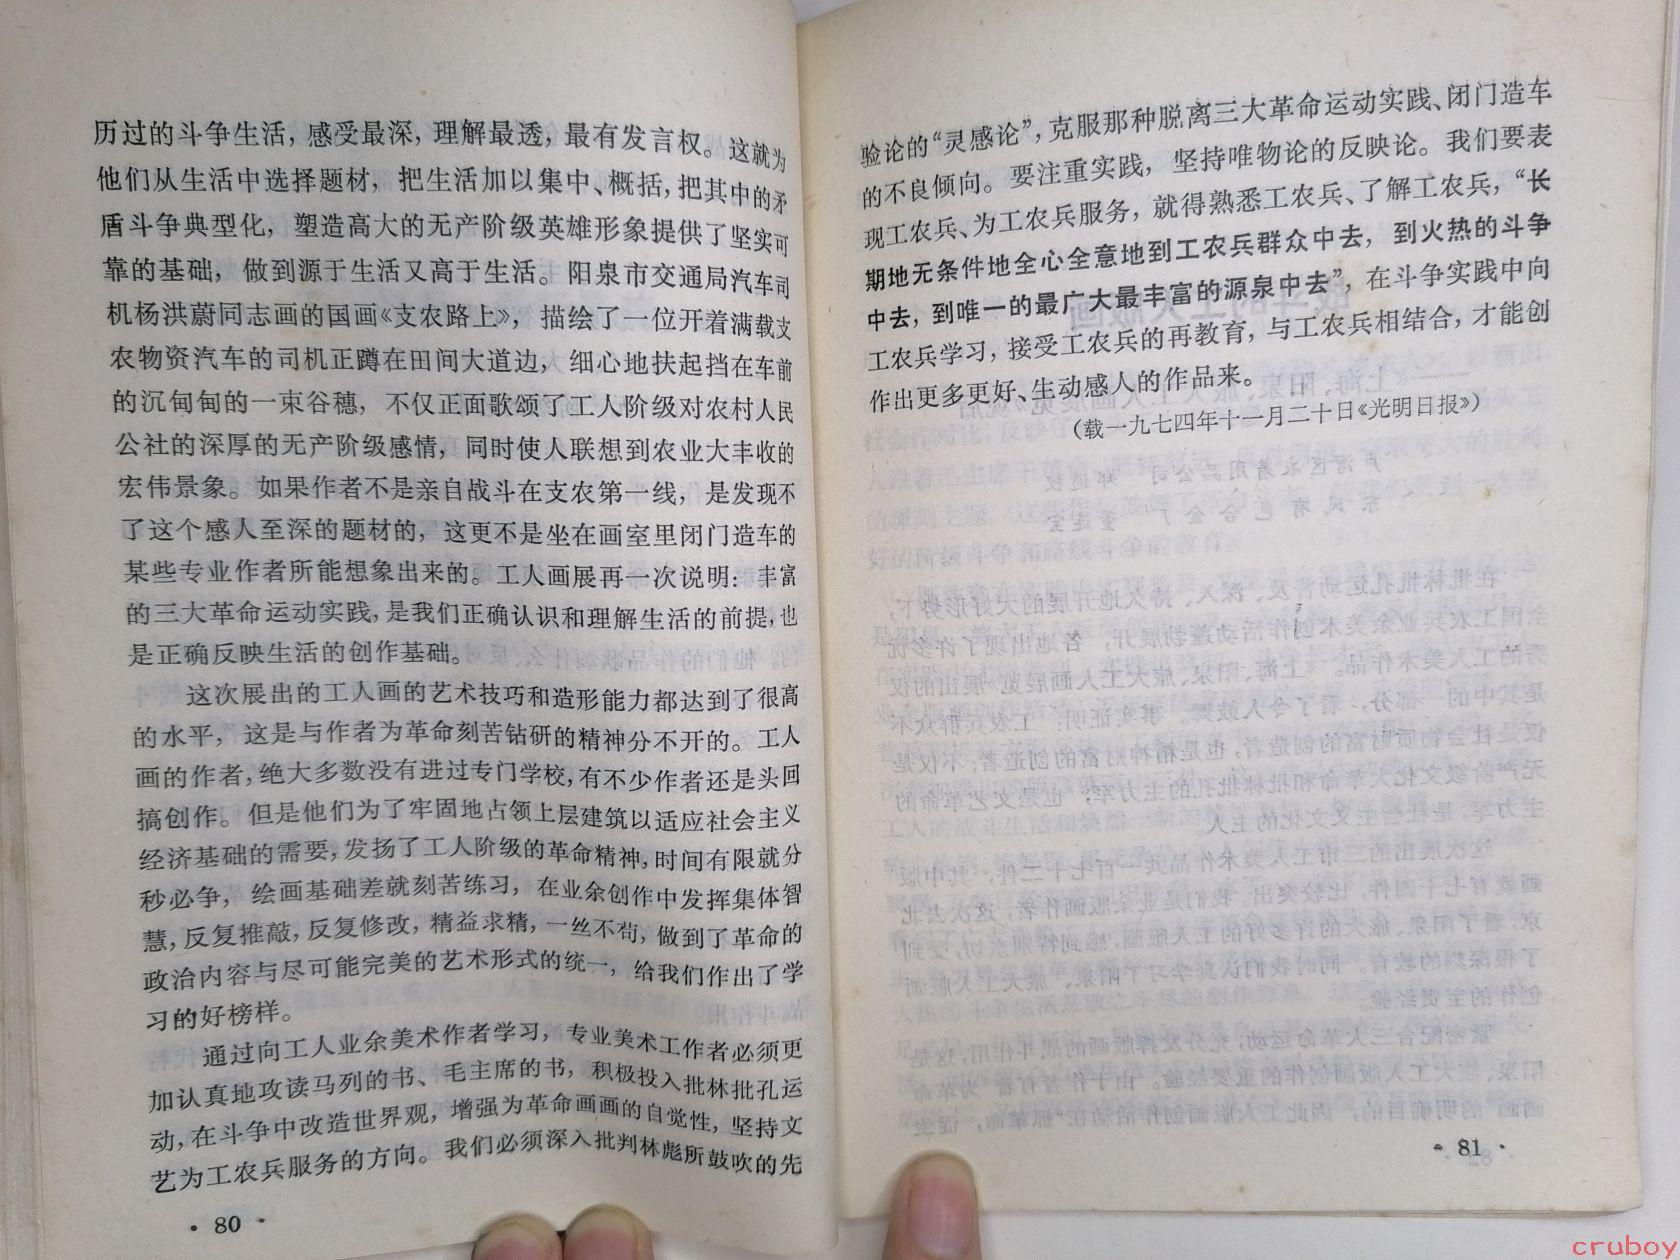 历过的斗争生活，感受最深，理解最透，最有发言权。这就为
他们从生活中选择题材，把生活加以集中、概括，把其中的矛
盾斗争典型化，塑造高大的无产阶级英雄形象提供了坚实可
靠的基础，做到源于生活又高于生活。阳泉市交通局汽车司
机杨洪蔚同志画的国画《支农路上》，描绘了一位开着满载支
农物资汽车的司机正蹲在田间大道边，细心地扶起挡在车前
的沉甸甸的一束谷穗，不仅正面歌颂了工人阶级对农村人民
公社的深厚的无产阶级感情，同时使人联想到农业大丰收的
宏伟景象。如果作者不是亲自战斗在支农第一线，是发现不
了这个感人至深的题材的，这更不是坐在画室里闭门造车的
某些专业作者所能想象出来的。工人画展再一次说明：丰富
的三大革命运动实践，是我们正确认识和理解生活的前提，也
是正确反映生活的创作基础。
这次展出的工人画的艺术技巧和造形能力都达到了很高
的水平，这是与作者为革命刻苦钻研的精神分不开的。工人
画的作者，绝大多数没有进过专门学校，有不少作者还是头回
搞创作。但是他们为了牢固地占领上层建筑以适应社会主义
经济基础的需要，发扬了工人阶级的革命精神，时间有限就分
秒必争，绘画基础差就刻苦练习，在业余创作中发挥集体智
慧，反复推敲，反复修改，精益求精，一丝不苟，做到了革命的
政治内容与尽可能完美的艺术形式的统一，给我们作出了学
习的好榜样。
通过向工人业余美术作者学习，专业美术工作者必须更
加认真地攻读马列的书、毛主席的书，积极投入批林批孔运
动，在斗争中改造世界观，增强为革命画画的自觉性，坚持文
艺为工农兵服务的方向。我们必须深入批判林彪所鼓吹的先
· 80 ·
验论的“灵感论”，克服那种脱离三大革命运动实践、闭门造车
的不良倾向。要注重实践，坚持唯物论的反映论。我们要表
现工农兵、为工农兵服务，就得熟悉工农兵、了解工农兵，“长
期地无条件地全心全意地到工农兵群众中去，到火热的斗争
中去，到唯一的最广大最丰富的源泉中去”，在斗争实践中向
工农兵学习，接受工农兵的再教育，与工农兵相结合，才能创
作出更多更好、生动感人的作品来。
（载一九七四年十一月二十日《光明日报》）
· 81 ·
cruboy